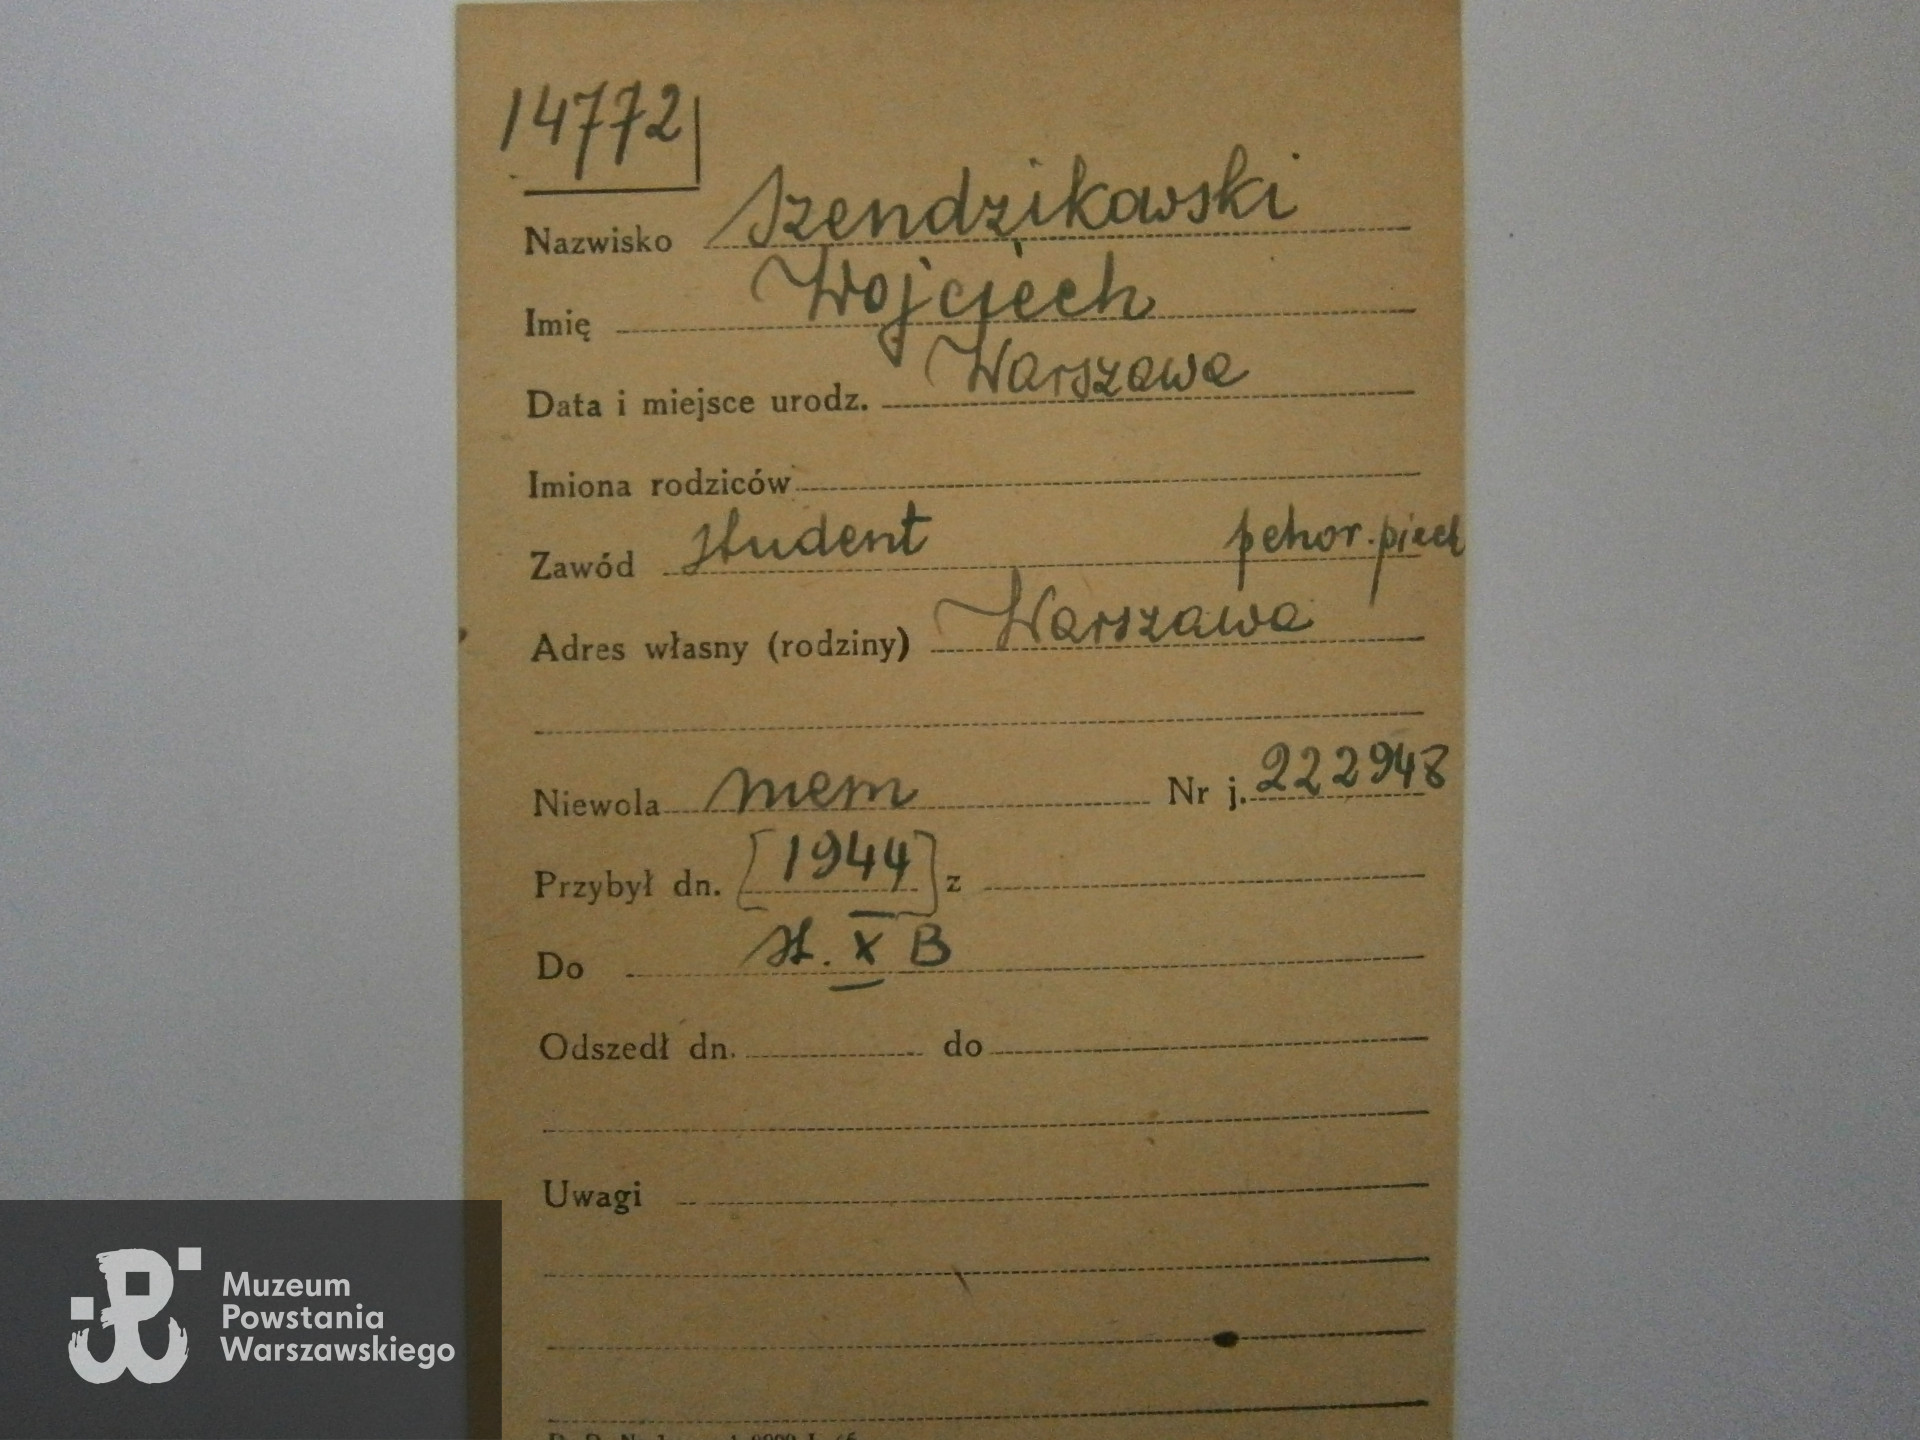 14772
Nazwisko Szendzikowski
Imię Wojciech
Data i miejsce urodz. Warszawa
Imiona rodziców
Zawód student pchor. piech
Adres własny (rodziny) Warszawa
Niewola niem Nr j. 222948
Przybył dn. [1944] z
Do st. X B
Odszedł dn. do
Uwagi
Muzeum
Powstania
Warszawskiego